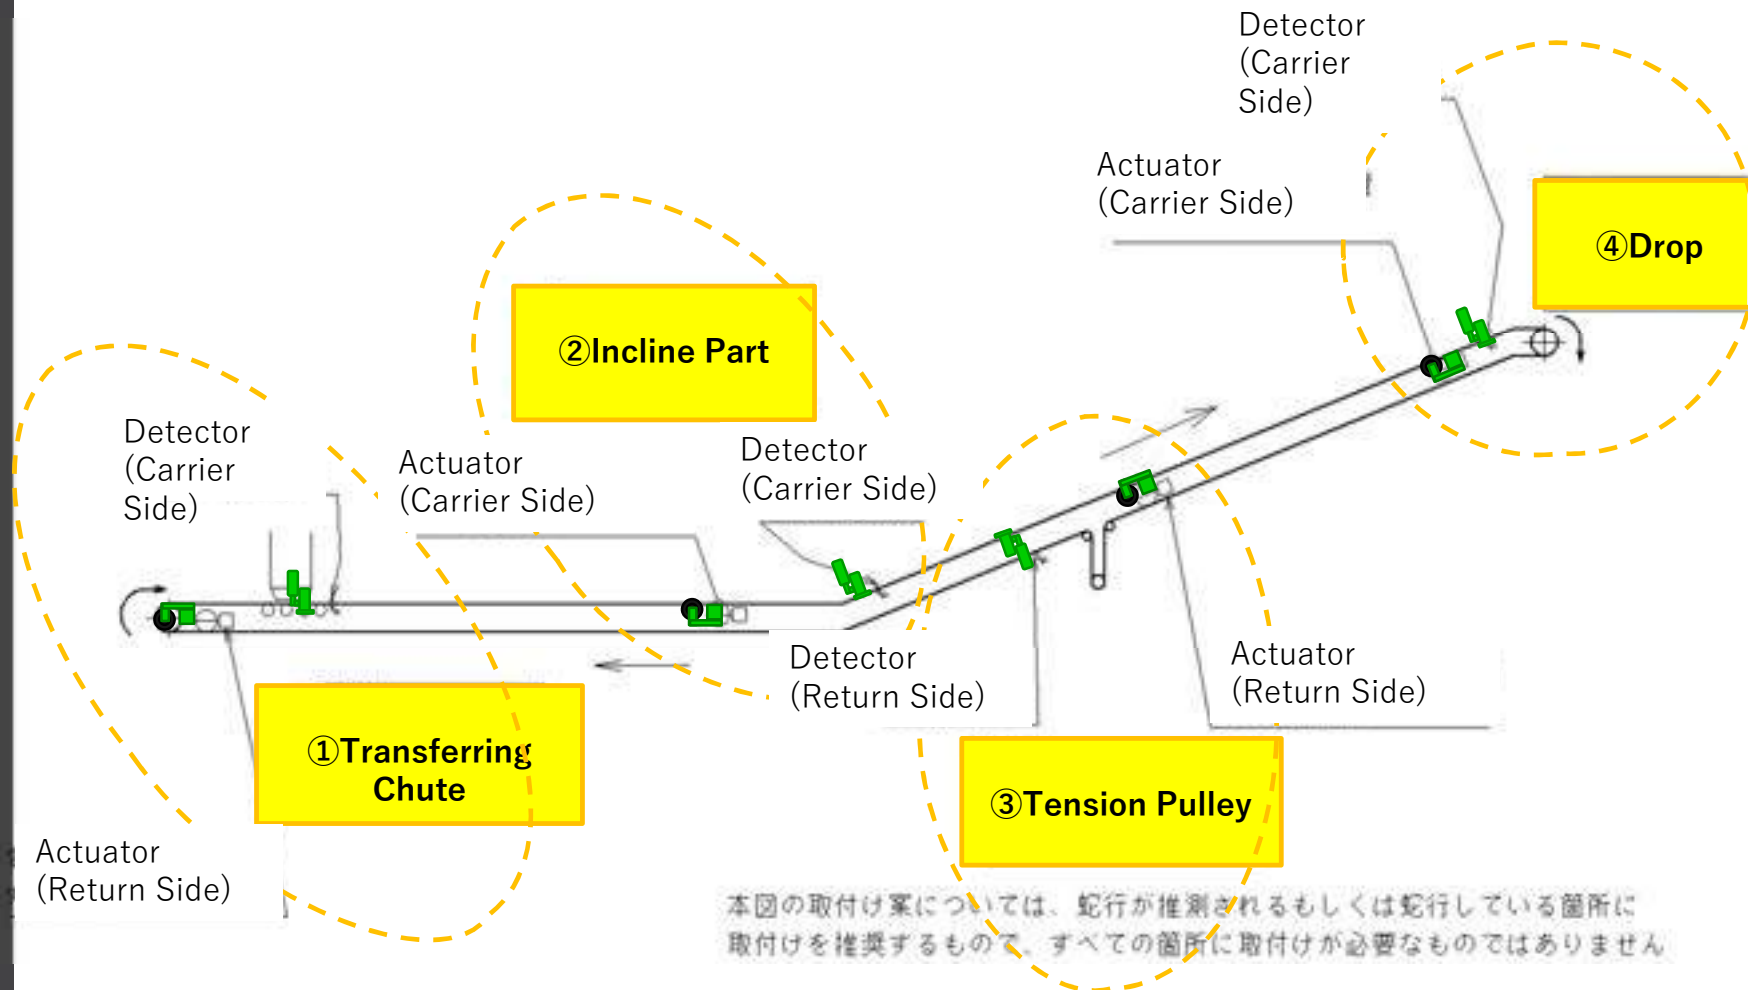 Detector
(Carrier
Side)
Actuator
(Carrier Side)
④Drop
②Incline Part
Detector
(Carrier
Side)
Actuator
(Carrier Side)
Detector
(Carrier Side)
Detector
(Return Side)
Actuator
(Return Side)
①Transferring
Chute
③Tension Pulley
Actuator
(Return Side)
本図の取付け案については、蛇行が推測されるもしくは蛇行している箇所に
取付けを推奨するもので、すべての箇所に取付けが必要なものではありません